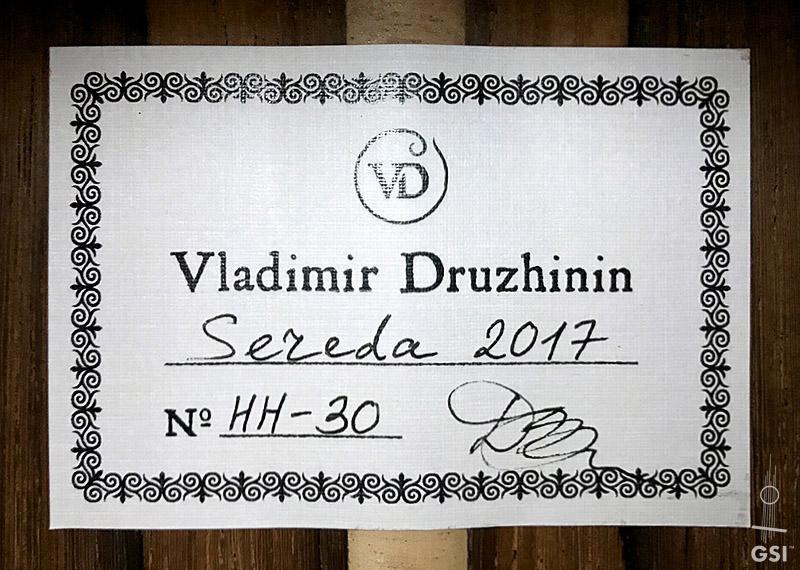 VD
Vladimir Druzhinin
Sereda 2017
Nº HH-30
GSI